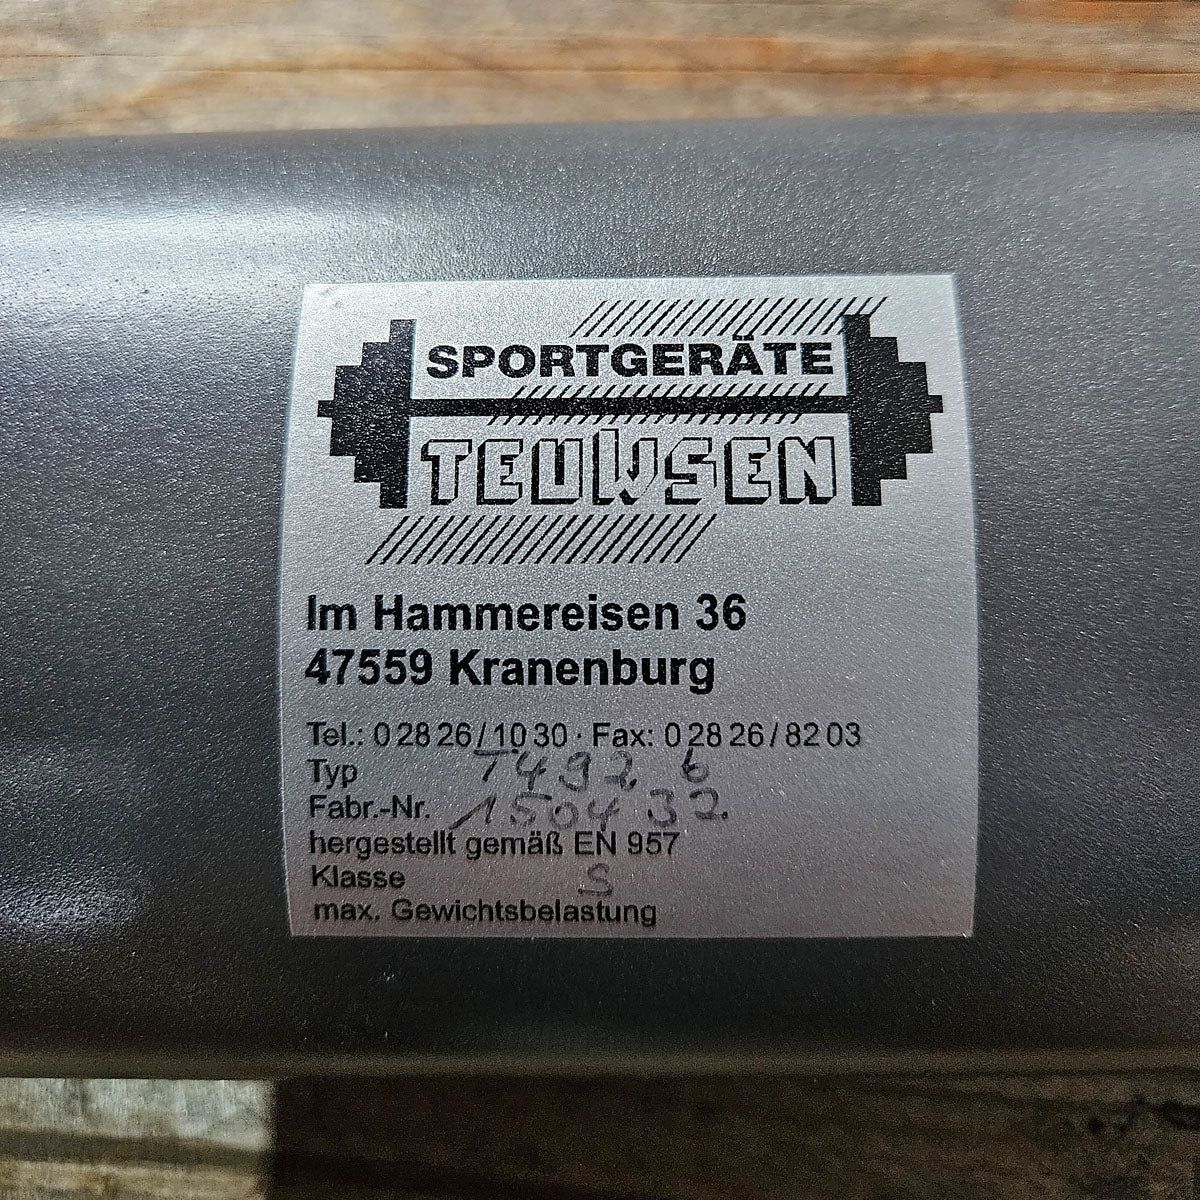 SPORTGERÄTE
TEUWSEN
Im Hammereisen 36
47559 Kranenburg
Tel.: 0 28 26 / 10 30 · Fax: 0 28 26 / 82 03
Typ T492 6
Fabr.-Nr. 150432
hergestellt gemäß EN 957
Klasse S
max. Gewichtsbelastung